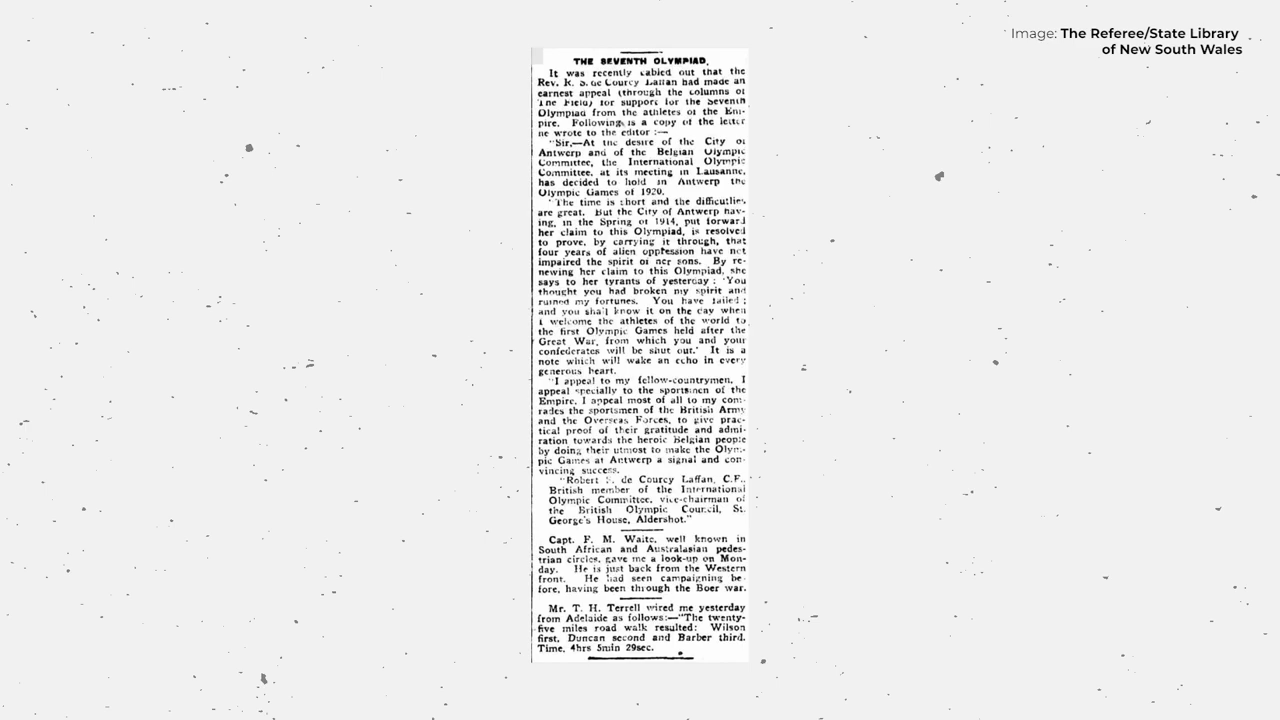 Image: The Referee/State Library
of New South Wales
THE SEVENTH OLYMPIAD.
It was recently cabled out that the
Rev. R. S. de Courcy Laffan had made an
earnest appeal (through the columns of
The Field) for support for the Seventh
Olympiad from the athletes of the Em-
pire. Following is a copy of the letter
he wrote to the editor :—
"Sir,—At the desire of the City of
Antwerp and of the Belgian Olympic
Committee, the International Olympic
Committee, at its meeting in Lausanne,
has decided to hold in Antwerp the
Olympic Games of 1920.
"The time is short and the difficutlies
are great. But the City of Antwerp hav-
ing, in the Spring of 1914, put forward
her claim to this Olympiad, is resolved
to prove, by carrying it through, that
four years of alien oppression have not
impaired the spirit of her sons. By re-
newing her claim to this Olympiad, she
says to her tyrants of yesterday : 'You
thought you had broken my spirit and
ruined my fortunes. You have failed ;
and you shall know it on the day when
I welcome the athletes of the world to
the first Olympic Games held after the
Great War, from which you and your
confederates will be shut out.' It is a
note which will wake an echo in every
generous heart.
"I appeal to my fellow-countrymen, I
appeal specially to the sportsmen of the
Empire, I appeal most of all to my com-
rades the sportsmen of the British Army
and the Overseas Forces, to give prac-
tical proof of their gratitude and admi-
ration towards the heroic Belgian people
by doing their utmost to make the Olym-
pic Games at Antwerp a signal and con-
vincing success.
"Robert S. de Courcy Laffan, C.F.,
British member of the International
Olympic Committee, vice-chairman of
the British Olympic Council, St.
George's House, Aldershot."
Capt. F. M. Waite, well known in
South African and Australasian pedes-
trian circles, gave me a look-up on Mon-
day. He is just back from the Western
front. He had seen campaigning be-
fore, having been through the Boer war.
Mr. T. H. Terrell wired me yesterday
from Adelaide as follows:—"The twenty-
five miles road walk resulted: Wilson
first, Duncan second and Barber third.
Time, 4hrs 5min 29sec.